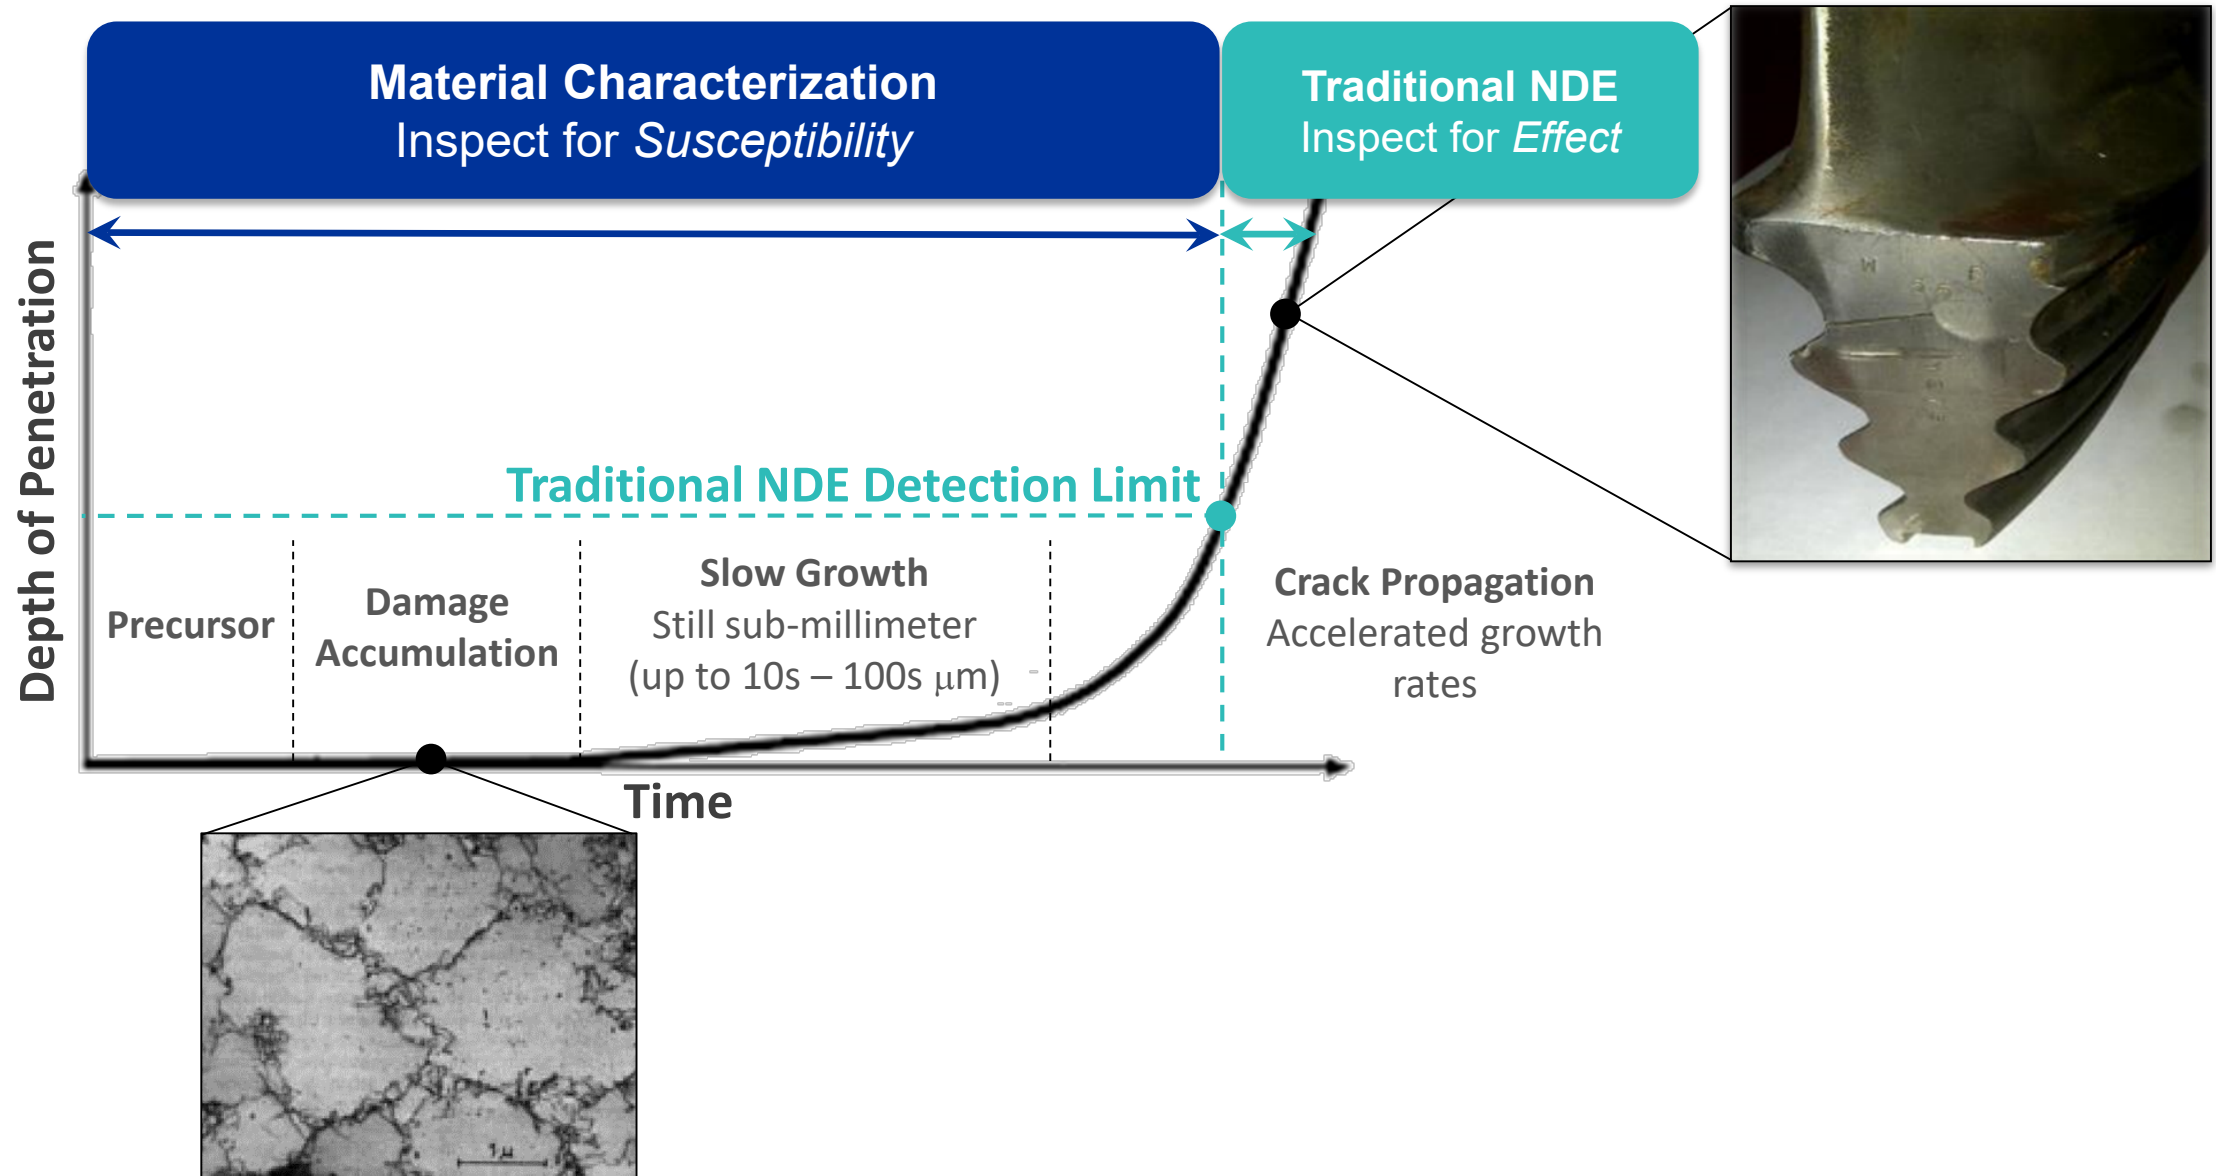 Material Characterization
Inspect for Susceptibility
Traditional NDE
Inspect for Effect
Depth of Penetration
Traditional NDE Detection Limit
Precursor
Damage
Accumulation
Slow Growth
Still sub-millimeter
(up to 10s – 100s μm)
Crack Propagation
Accelerated growth
rates
Time
1μ